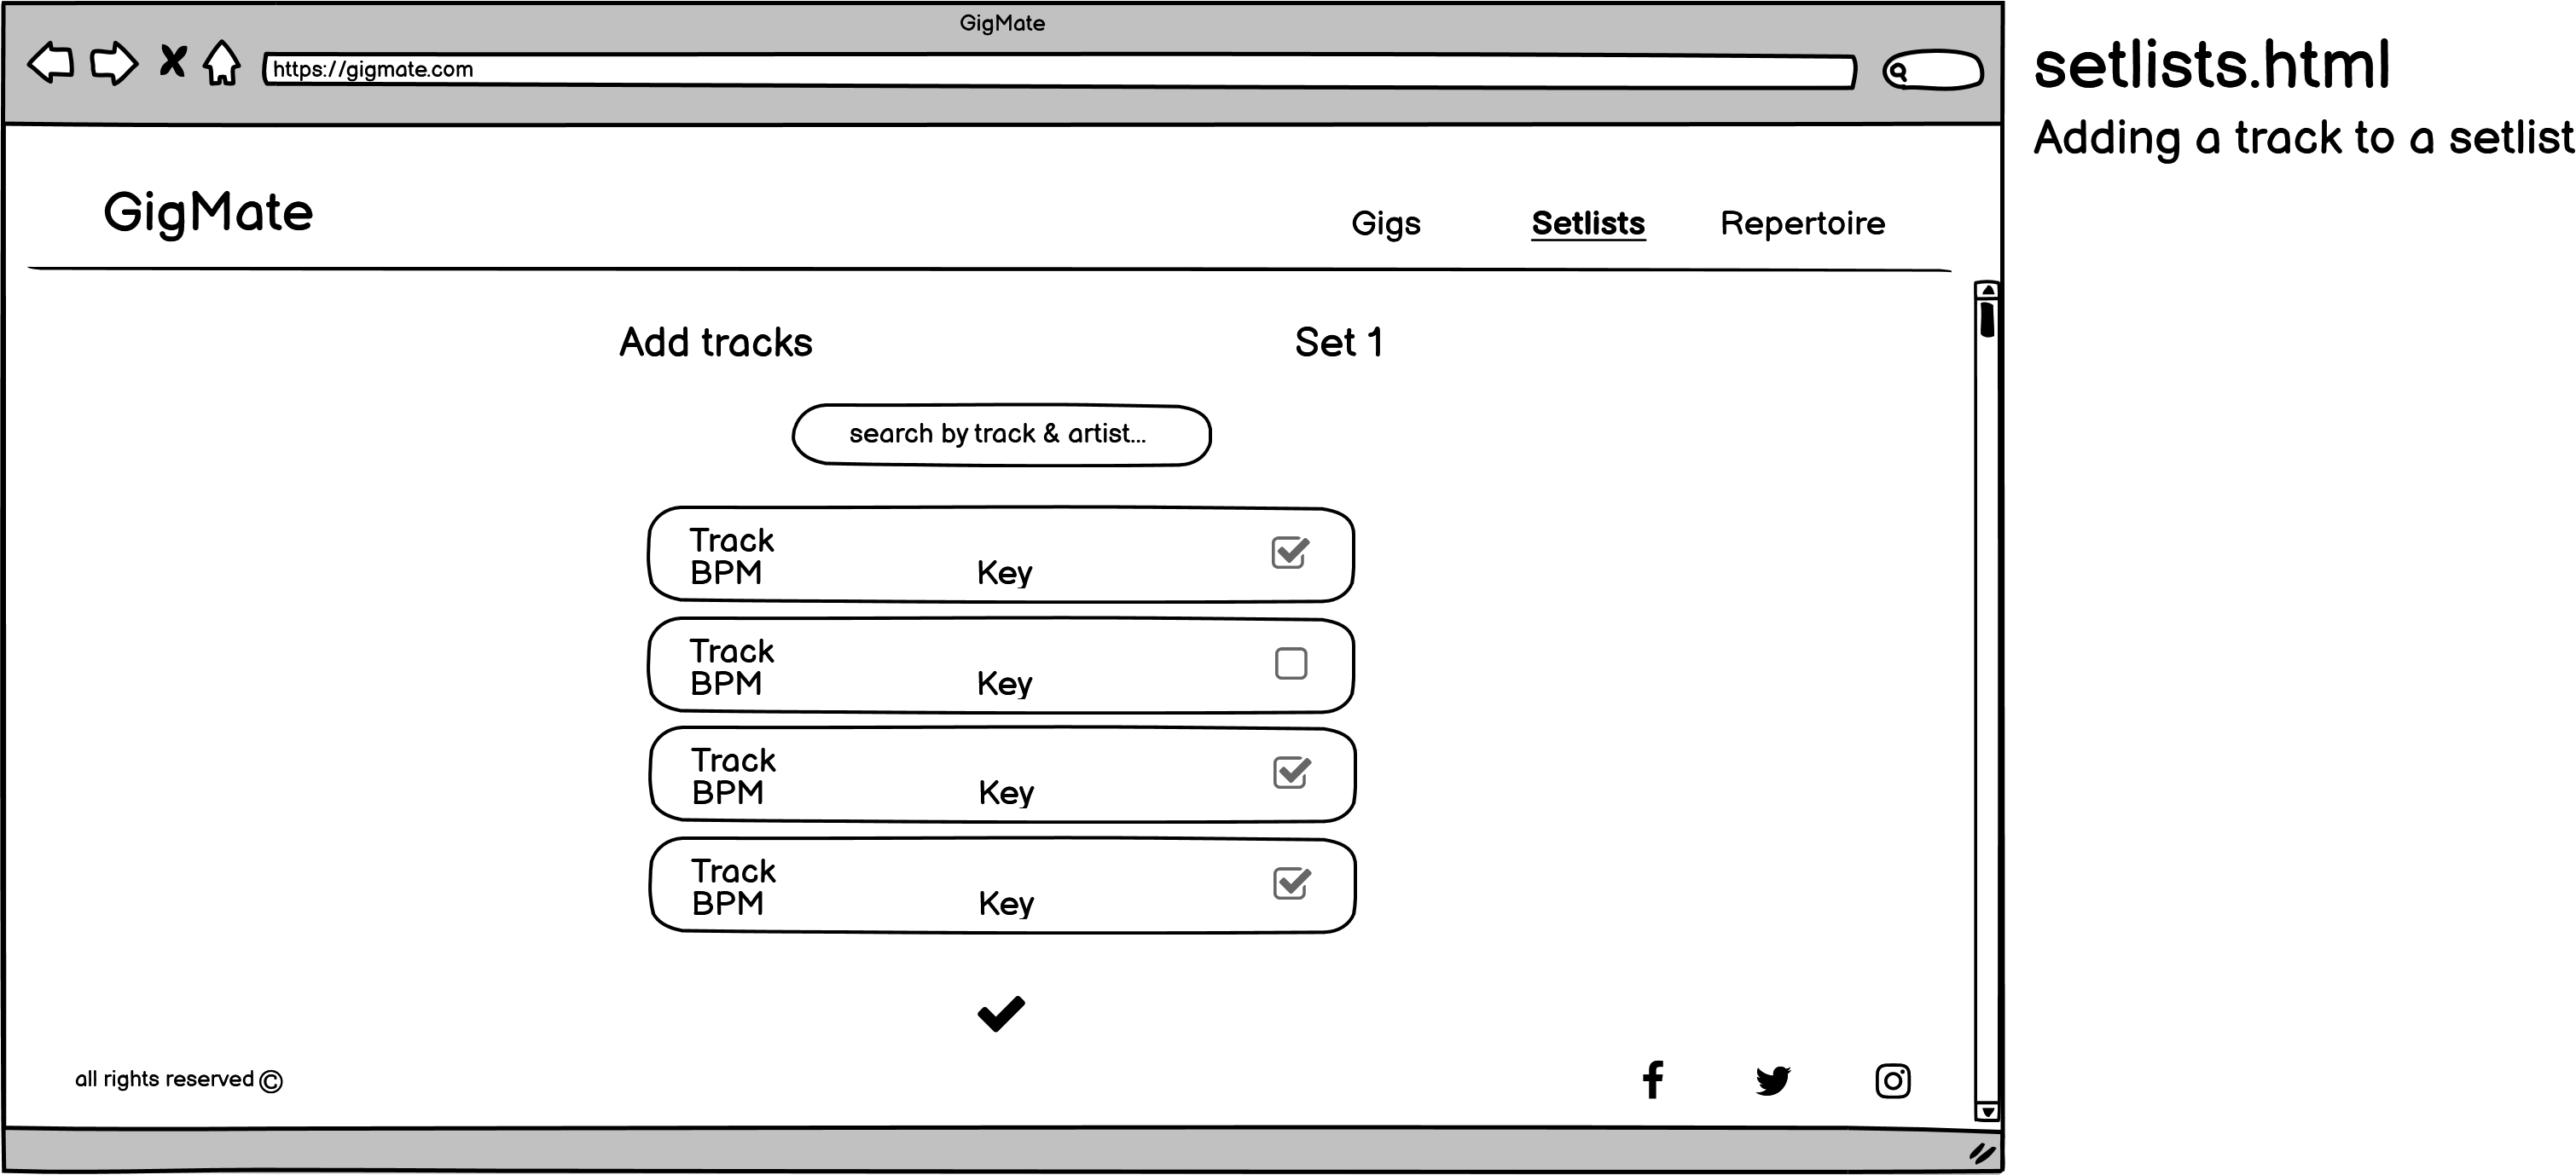 GigMate
https://gigmate.com
setlists.html
Adding a track to a setlist
GigMate
Gigs
Setlists
Repertoire
Add tracks
Set 1
search by track & artist...
Track
BPM
Key
Track
BPM
Key
Track
BPM
Key
Track
BPM
Key
all rights reserved ©